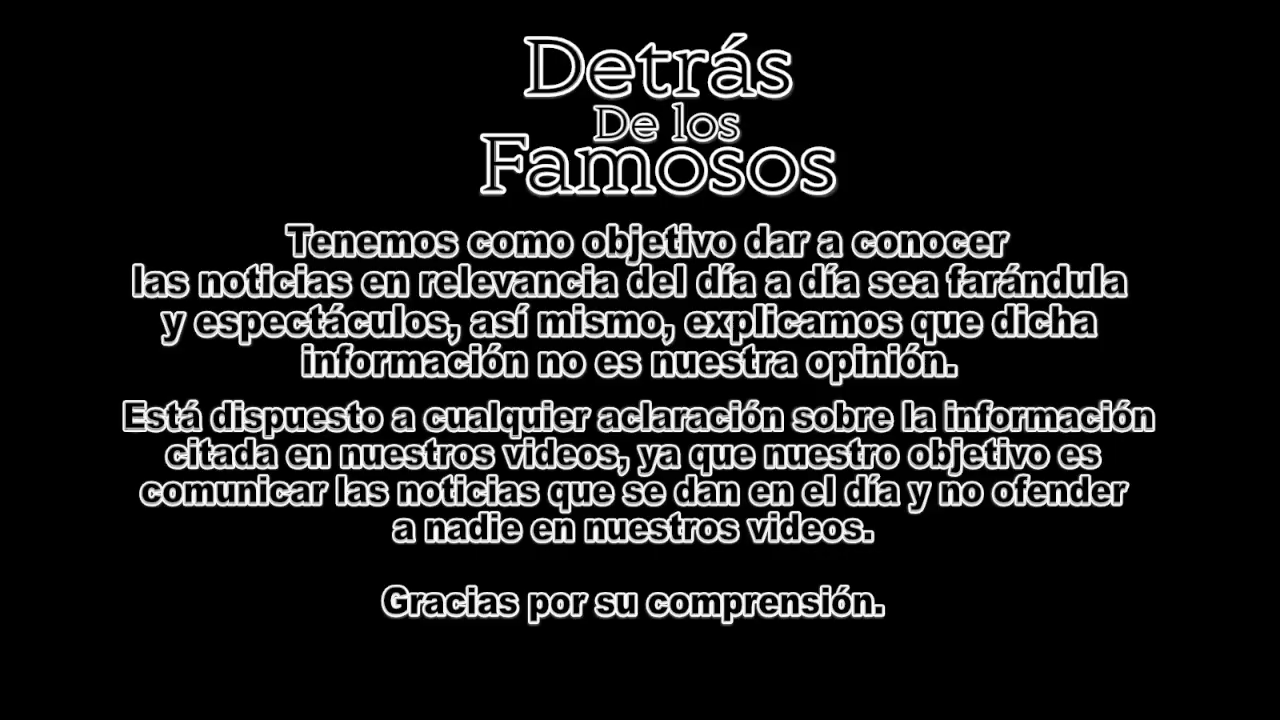 Detrás
De los
Famosos
Tenemos como objetivo dar a conocer
las noticias en relevancia del día a día sea farándula
y espectáculos, así mismo, explicamos que dicha
información no es nuestra opinión.
Está dispuesto a cualquier aclaración sobre la información
citada en nuestros videos, ya que nuestro objetivo es
comunicar las noticias que se dan en el día y no ofender
a nadie en nuestros videos.
Gracias por su comprensión.